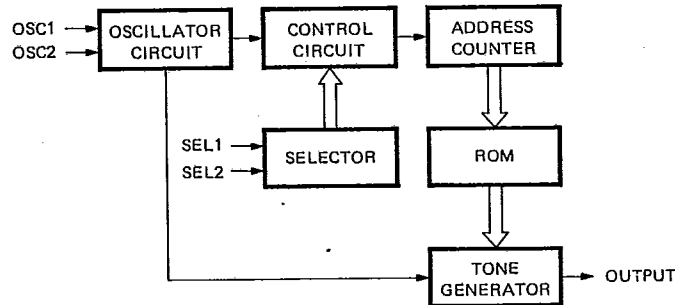 OSC1
OSC2
OSCILLATOR
CIRCUIT
CONTROL
CIRCUIT
ADDRESS
COUNTER
SEL1
SEL2
SELECTOR
ROM
TONE
GENERATOR
OUTPUT